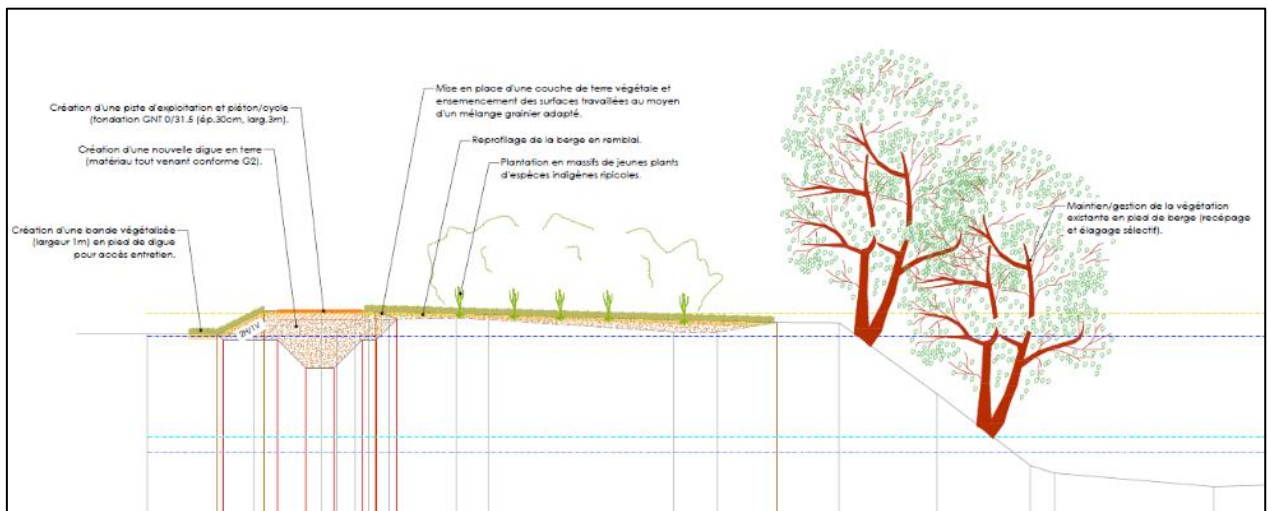 Création d'une piste d'exploitation et piéton/cycle
(fondation GNT 0/31.5 (ép.30cm, larg.3m).
Création d'une nouvelle digue en terre
(matériau tout venant conforme G2).
Création d'une bande végétalisée
(largeur 1m) en pied de digue
pour accès entretien.
Mise en place d'une couche de terre végétale et
ensemencement des surfaces travaillées au moyen
d'un mélange grainier adapté.
Reprofilage de la berge en remblai.
Plantation en massifs de jeunes plants
d'espèces indigènes ripicoles.
Maintien/gestion de la végétation
existante en pied de berge (recépage
et élagage sélectif).
2H/1V